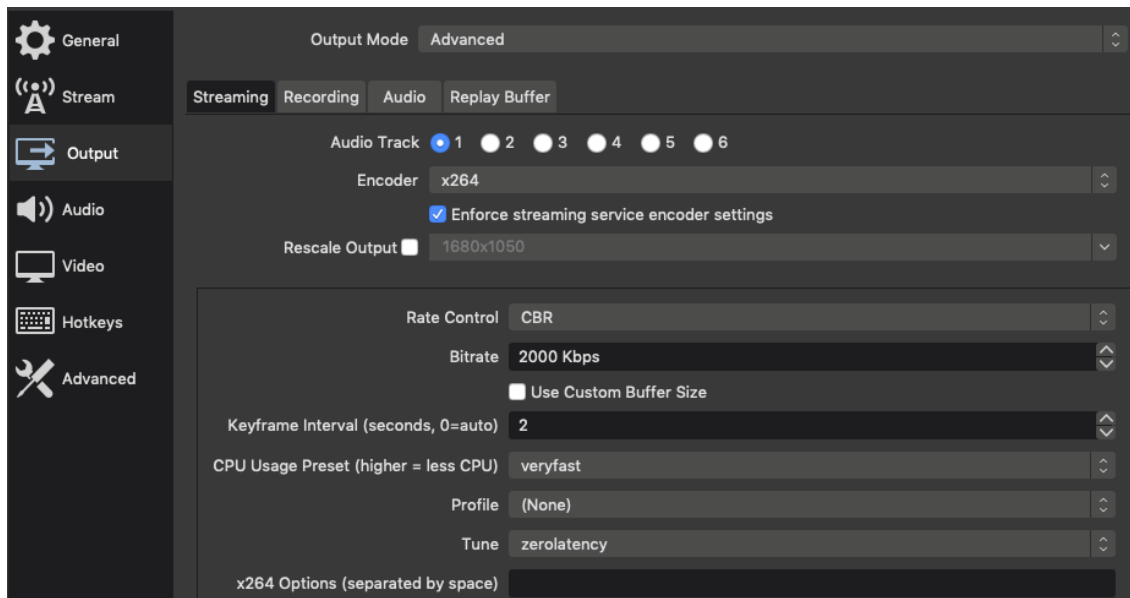 General
Stream
Output
Audio
Video
Hotkeys
Advanced
Output Mode Advanced
Streaming Recording Audio Replay Buffer
Audio Track 1 2 3 4 5 6
Encoder x264
Enforce streaming service encoder settings
Rescale Output 1680x1050
Rate Control CBR
Bitrate 2000 Kbps
Use Custom Buffer Size
Keyframe Interval (seconds, 0=auto) 2
CPU Usage Preset (higher = less CPU) veryfast
Profile (None)
Tune zerolatency
x264 Options (separated by space)